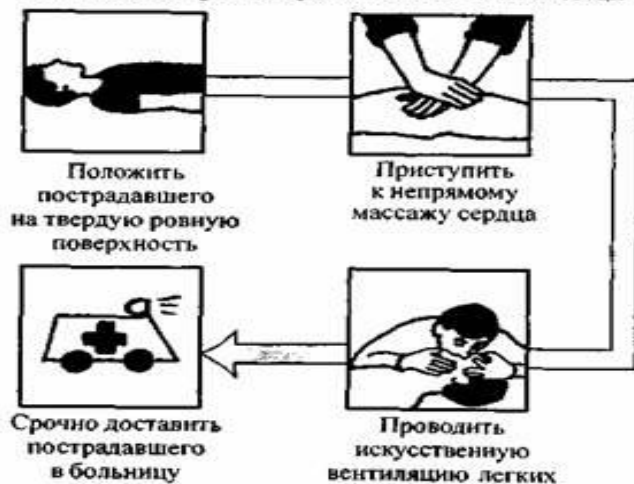 Положить
пострадавшего
на твердую ровную
поверхность
Приступить
к непрямому
массажу сердца
Срочно доставить
пострадавшего
в больницу
Проводить
искусственную
вентиляцию легких